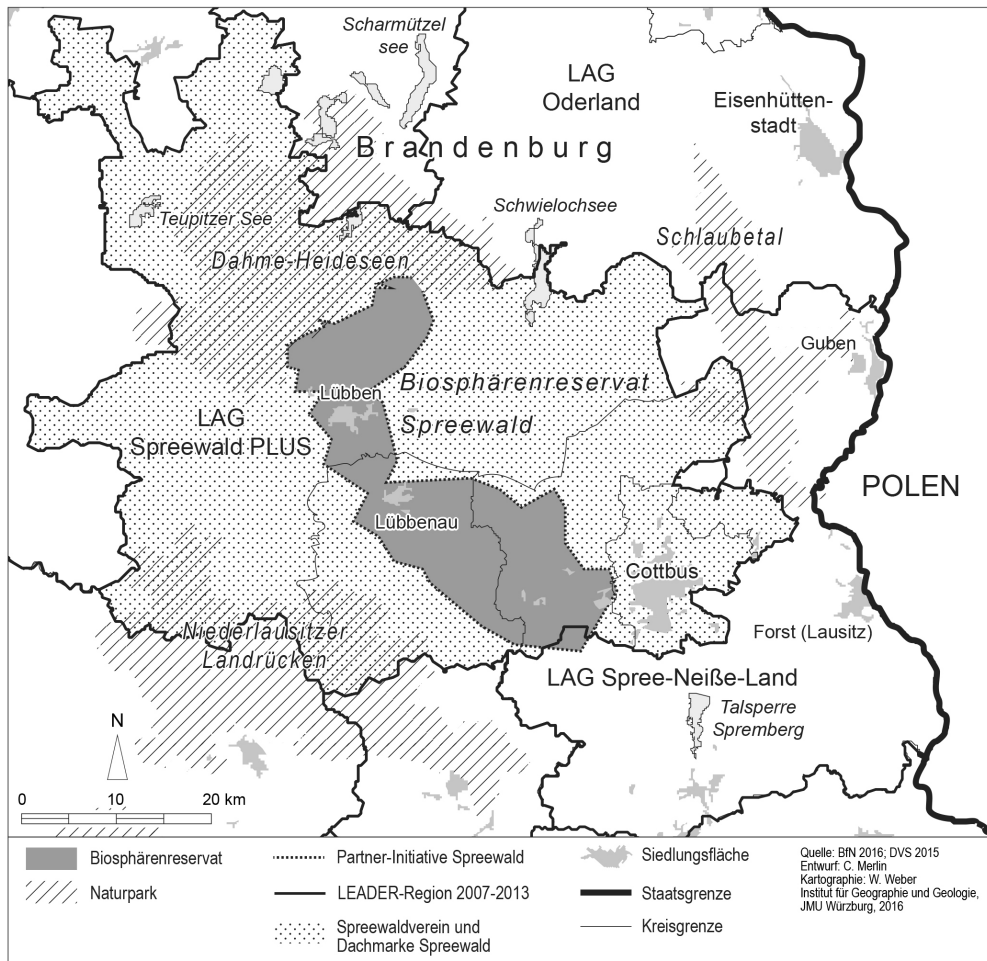 Scharmützel
see
LAG
Oderland
Eisenhütten-
stadt
Brandenburg
Teupitzer See
Schwielochsee
Schlaubetal
Dahme-Heideseen
Guben
Lübben
Biosphärenreservat
Spreewald
LAG
Spreewald PLUS
POLEN
Lübbenau
Cottbus
Niederlausitzer
Landrücken
Forst (Lausitz)
LAG Spree-Neiße-Land
Talsperre
Spremberg
N
0 10 20 km
Biosphärenreservat
Naturpark
Partner-Initiative Spreewald
LEADER-Region 2007-2013
Spreewaldverein und
Dachmarke Spreewald
Siedlungsfläche
Staatsgrenze
Kreisgrenze
Quelle: BfN 2016; DVS 2015
Entwurf: C. Merlin
Kartographie: W. Weber
Institut für Geographie und Geologie,
JMU Würzburg, 2016